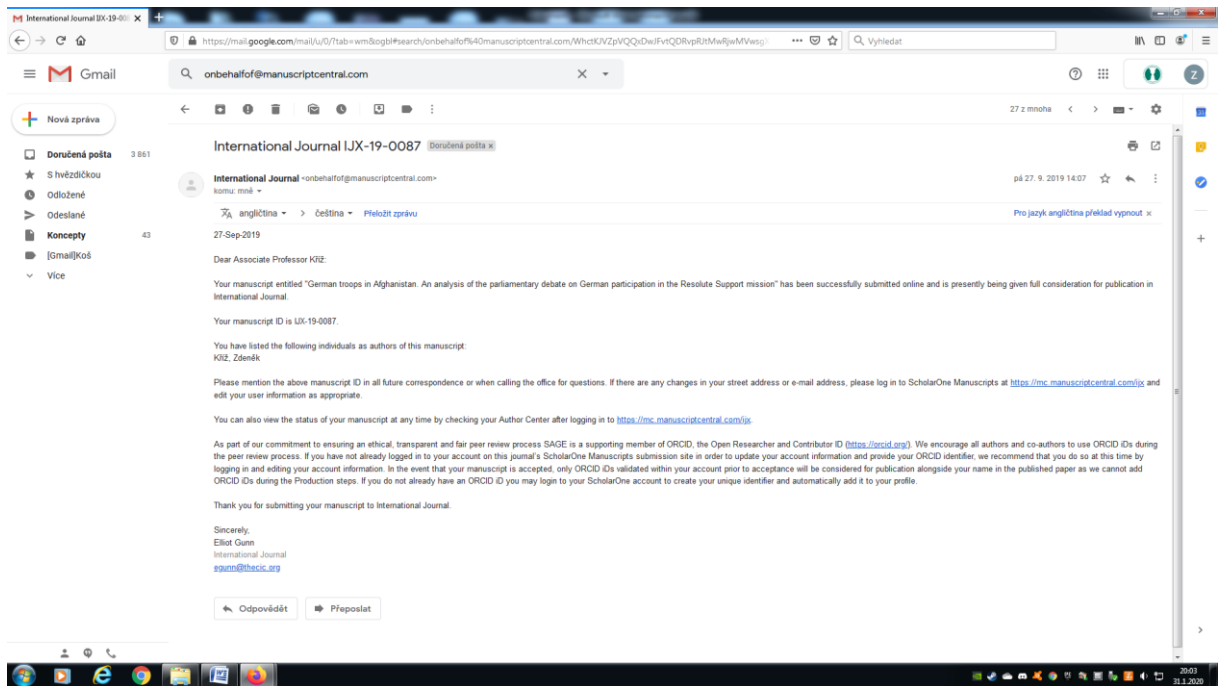 International Journal IJX-19-008
https://mail.google.com/mail/u/0/?tab=wm&ogbl#search/onbehalfof%40manuscriptcentral.com/
Vyhledat
Gmail
onbehalfof@manuscriptcentral.com
Nová zpráva
27 z mnoha
Doručená pošta 3 861
S hvězdičkou
Odložené
Odeslané
Koncepty 43
[Gmail]Koš
Více
International Journal IJX-19-0087 Doručená pošta x
International Journal <onbehalfof@manuscriptcentral.com>
pá 27. 9. 2019 14:07
komu: mně
angličtina > čeština Přeložit zprávu
Pro jazyk angličtina překlad vypnout x
27-Sep-2019
Dear Associate Professor Kříž:
Your manuscript entitled "German troops in Afghanistan. An analysis of the parliamentary debate on German participation in the Resolute Support mission" has been successfully submitted online and is presently being given full consideration for publication in
International Journal.
Your manuscript ID is IJX-19-0087.
You have listed the following individuals as authors of this manuscript:
Kříž, Zdeněk
Please mention the above manuscript ID in all future correspondence or when calling the office for questions. If there are any changes in your street address or e-mail address, please log in to ScholarOne Manuscripts at https://mc.manuscriptcentral.com/ijx and
edit your user information as appropriate.
You can also view the status of your manuscript at any time by checking your Author Center after logging in to https://mc.manuscriptcentral.com/ijx.
As part of our commitment to ensuring an ethical, transparent and fair peer review process SAGE is a supporting member of ORCID, the Open Researcher and Contributor ID (https://orcid.org/). We encourage all authors and co-authors to use ORCID iDs during
the peer review process. If you have not already logged in to your account on this journal's ScholarOne Manuscripts submission site in order to update your account information and provide your ORCID identifier, we recommend that you do so at this time by
logging in and editing your account information. In the event that your manuscript is accepted, only ORCID iDs validated within your account prior to acceptance will be considered for publication alongside your name in the published paper as we cannot add
ORCID iDs during the Production steps. If you do not already have an ORCID iD you may login to your ScholarOne account to create your unique identifier and automatically add it to your profile.
Thank you for submitting your manuscript to International Journal.
Sincerely,
Elliot Gunn
International Journal
egunn@thecic.org
Odpovědět
Přeposlat
20:03
31.1.2020